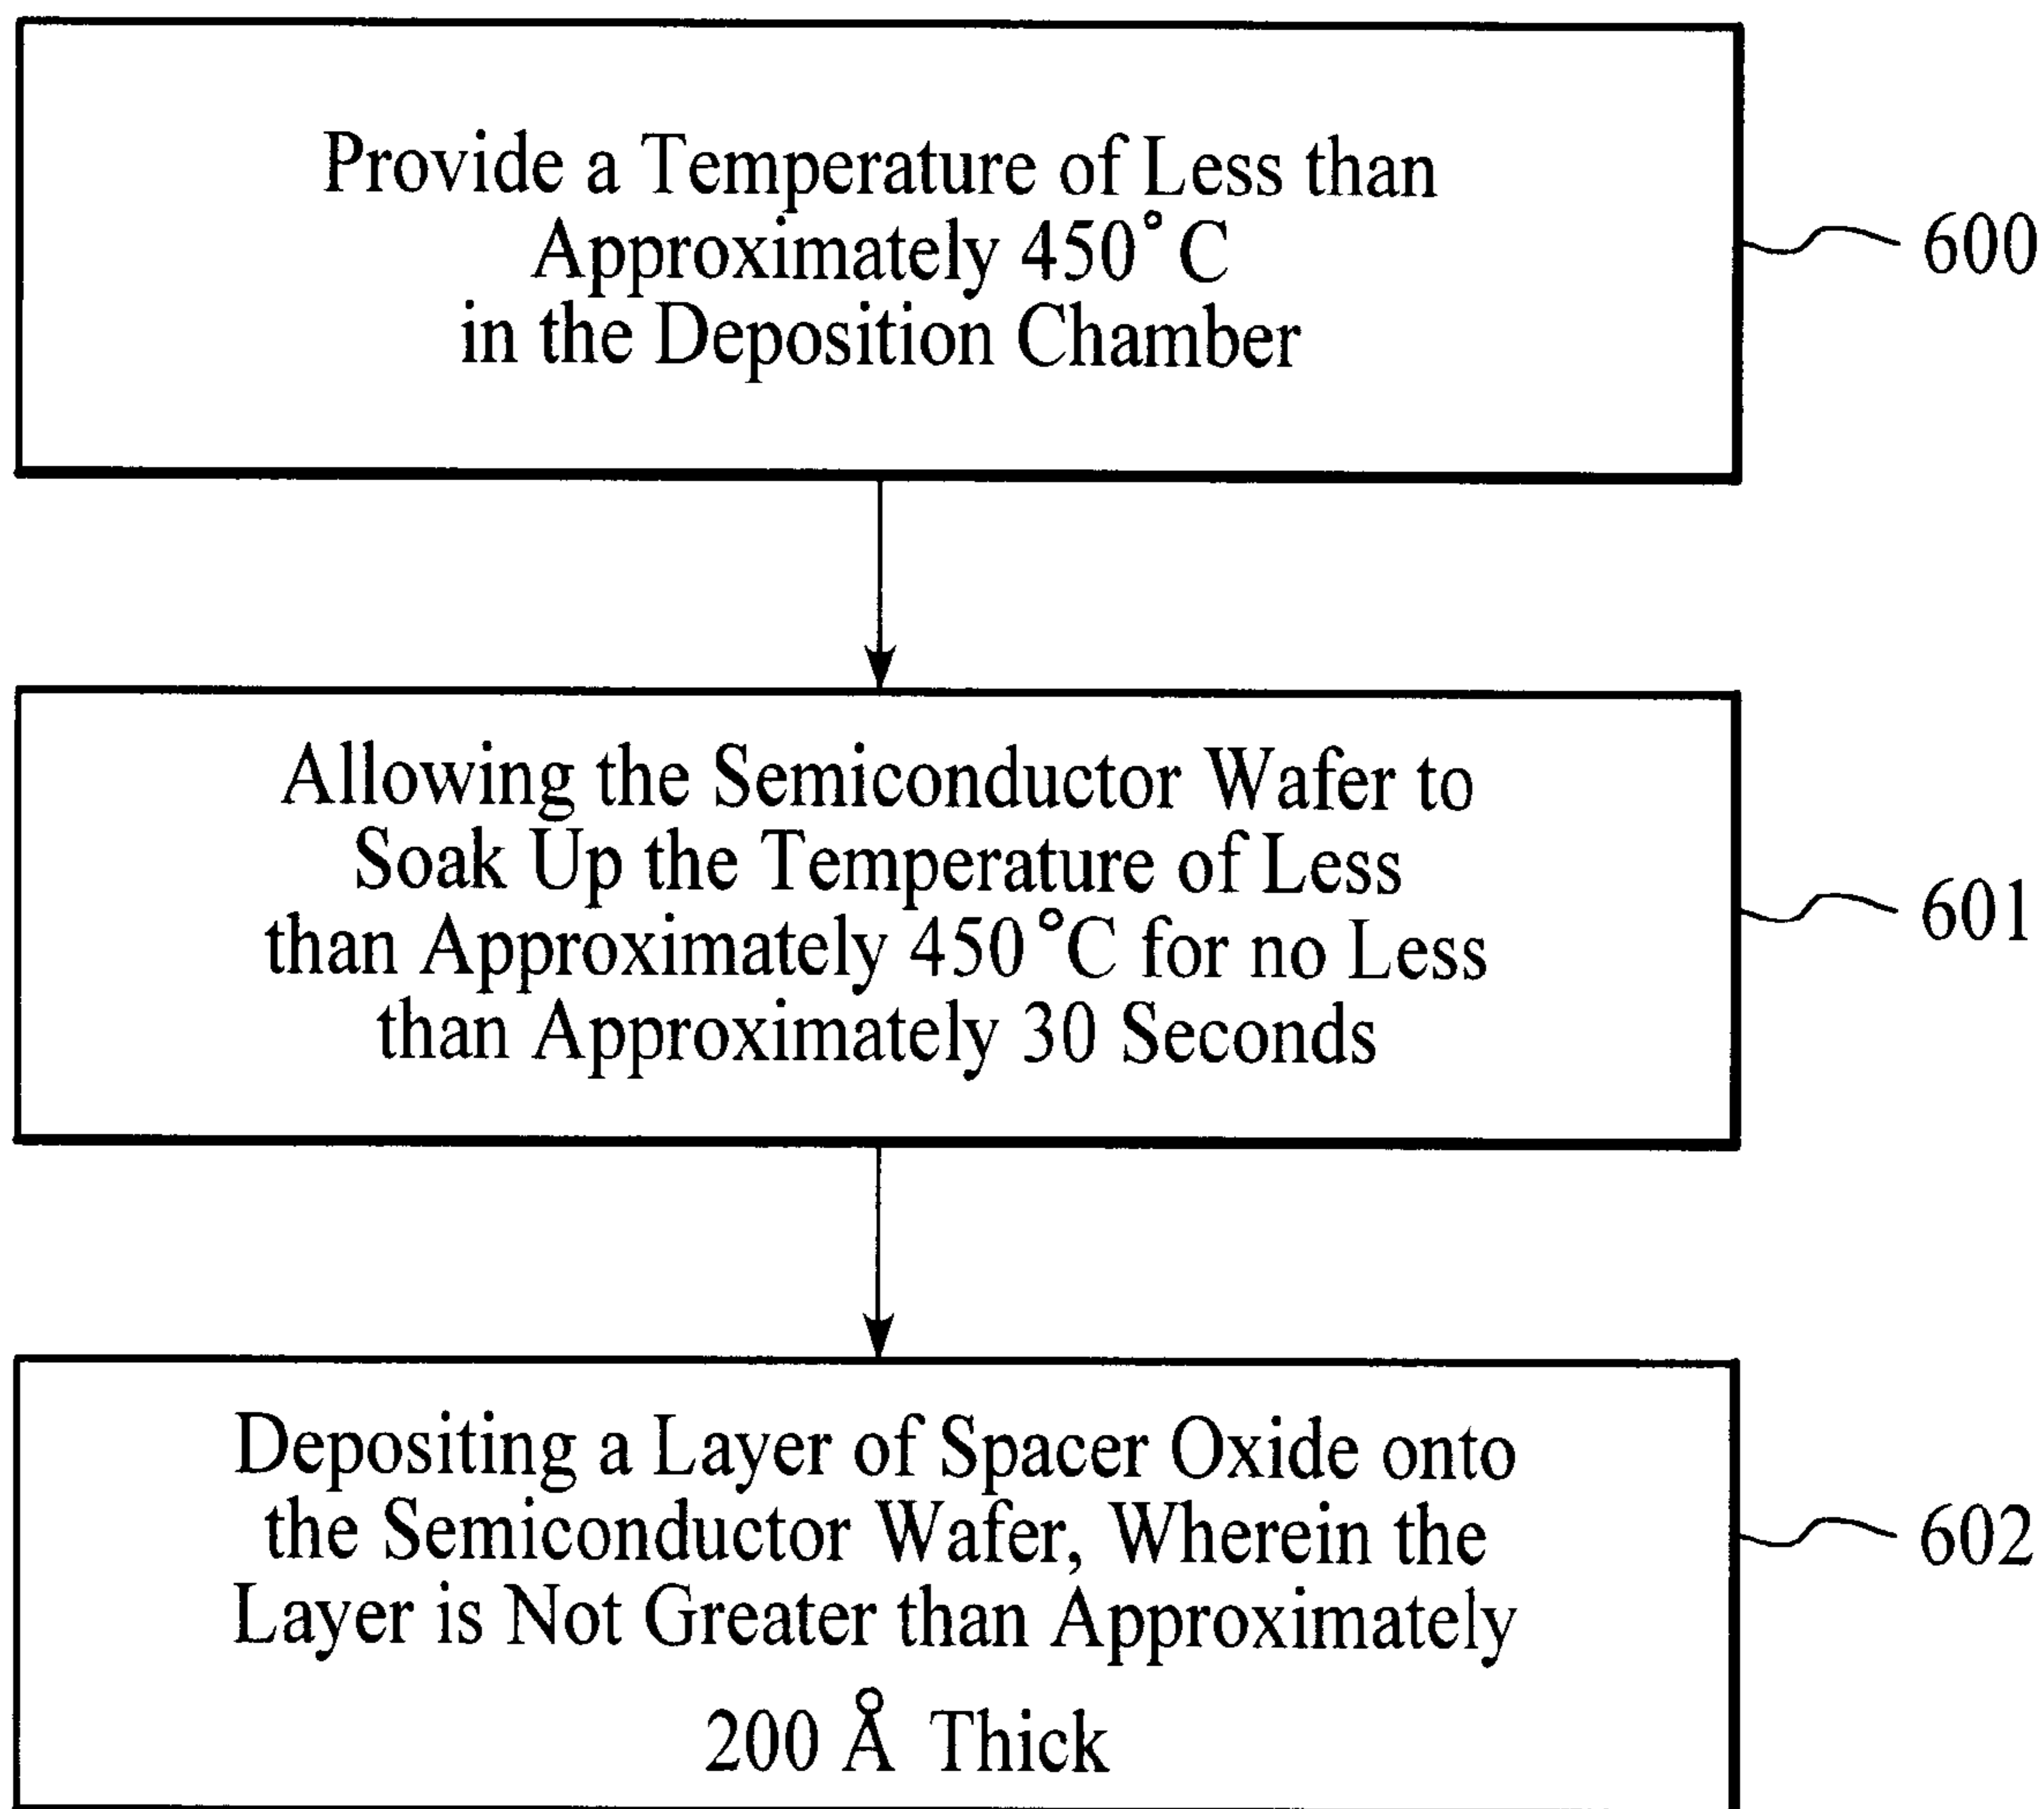 Provide a Temperature of Less than
Approximately 450°C
in the Deposition Chamber
600
Allowing the Semiconductor Wafer to
Soak Up the Temperature of Less
than Approximately 450°C for no Less
than Approximately 30 Seconds
601
Depositing a Layer of Spacer Oxide onto
the Semiconductor Wafer, Wherein the
Layer is Not Greater than Approximately
200 Å Thick
602